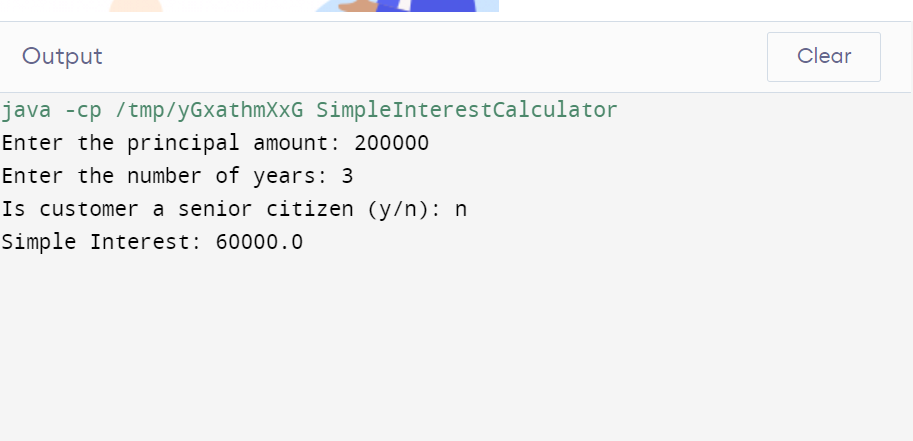 Output
Clear
java -cp /tmp/yGxathmXxG SimpleInterestCalculator
Enter the principal amount: 200000
Enter the number of years: 3
Is customer a senior citizen (y/n): n
Simple Interest: 60000.0